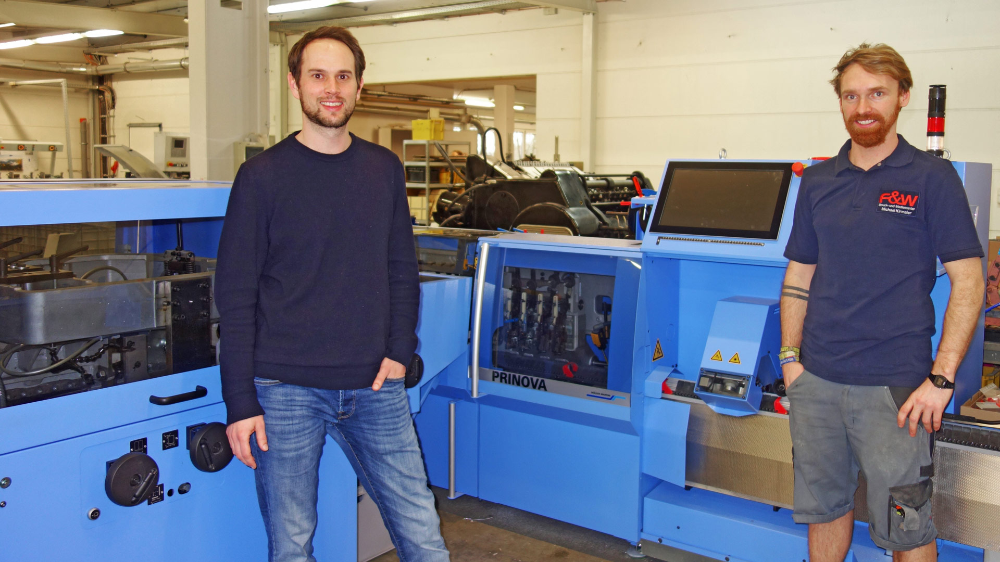 F&W
Druck- und Mediencenter
Michael Kirmaier
PRINOVA
MÜLLER MARTINI